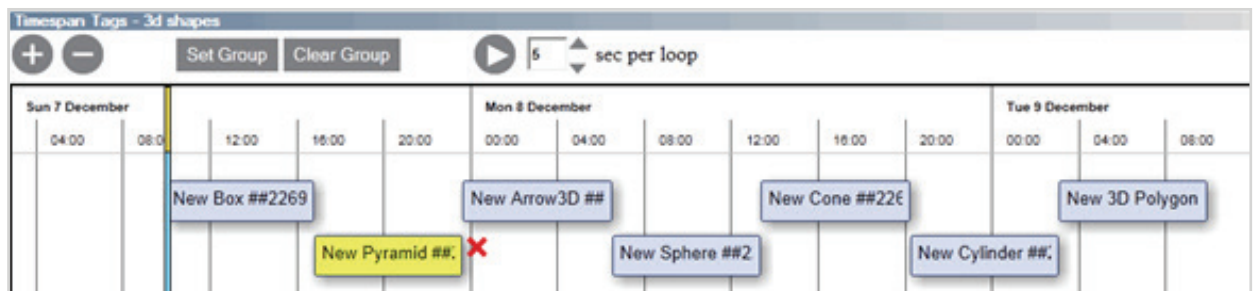 Timespan Tags - 3d shapes
Set Group Clear Group 5 sec per loop
Sun 7 December Mon 8 December Tue 9 December
04:00 08:0 12:00 16:00 20:00 00:00 04:00 08:00 12:00 16:00 20:00 00:00 04:00 08:00
New Box ##2269 New Arrow3D ## New Cone ##226 New 3D Polygon
New Pyramid ##: New Sphere ##2 New Cylinder ##: